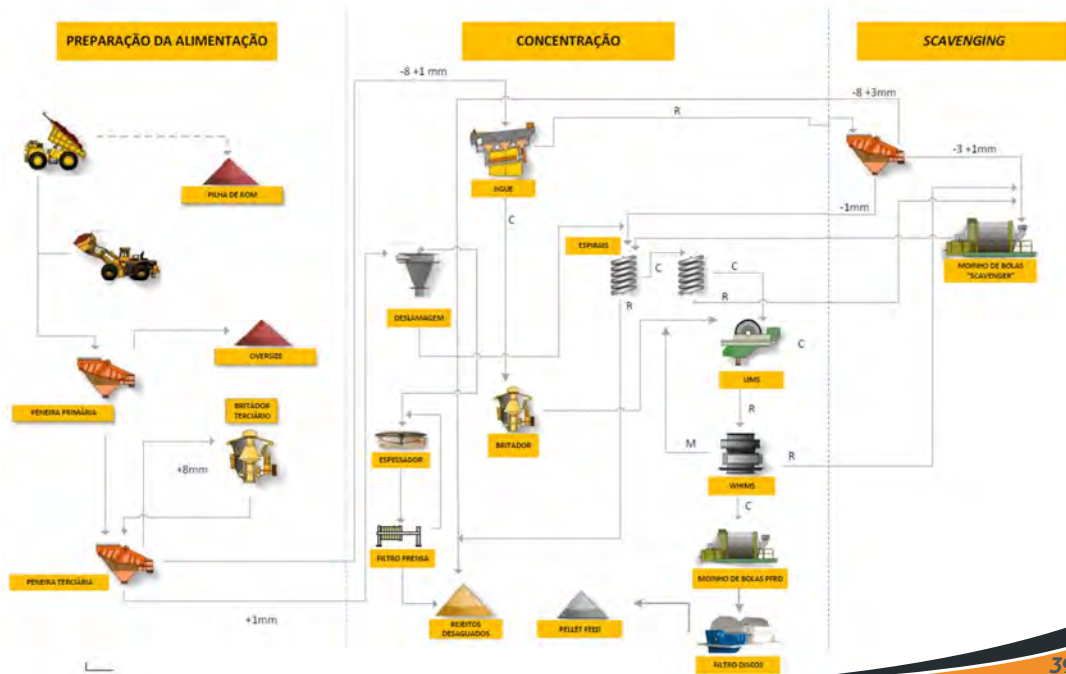 PREPARAÇÃO DA ALIMENTAÇÃO
CONCENTRAÇÃO
SCAVENGING
-8 +1 mm
-8 +3mm
R
-3 +1mm
PILHA DE ROM
JIGUE
-1mm
C
ESPIRAIS
MOINHO DE BOLAS
"SCAVENGER"
C
C
R
R
DESLAMAGEM
OVERSIZE
C
LIMS
PENEIRA PRIMÁRIA
BRITADOR
TERCIÁRIO
R
BRITADOR
M
R
ESPESSADOR
+8mm
WHIMS
C
FILTRO PRENSA
MOINHO DE BOLAS PFRD
PENEIRA TERCIÁRIA
+1mm
REJEITOS
DESAGUADOS
PELLET FEED
FILTRO DISCOS
39